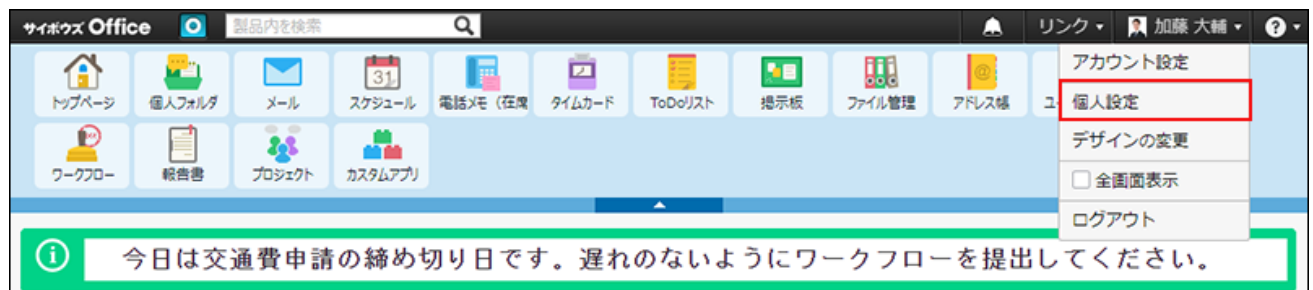 サイボウズ Office 製品内を検索 リンク 加藤 大輔
トップページ 個人フォルダ メール スケジュール 電話メモ（在席 タイムカード ToDoリスト 掲示板 ファイル管理 アドレス帳 ユー
ワークフロー 報告書 プロジェクト カスタムアプリ
アカウント設定
個人設定
デザインの変更
全画面表示
ログアウト
今日は交通費申請の締め切り日です。遅れのないようにワークフローを提出してください。